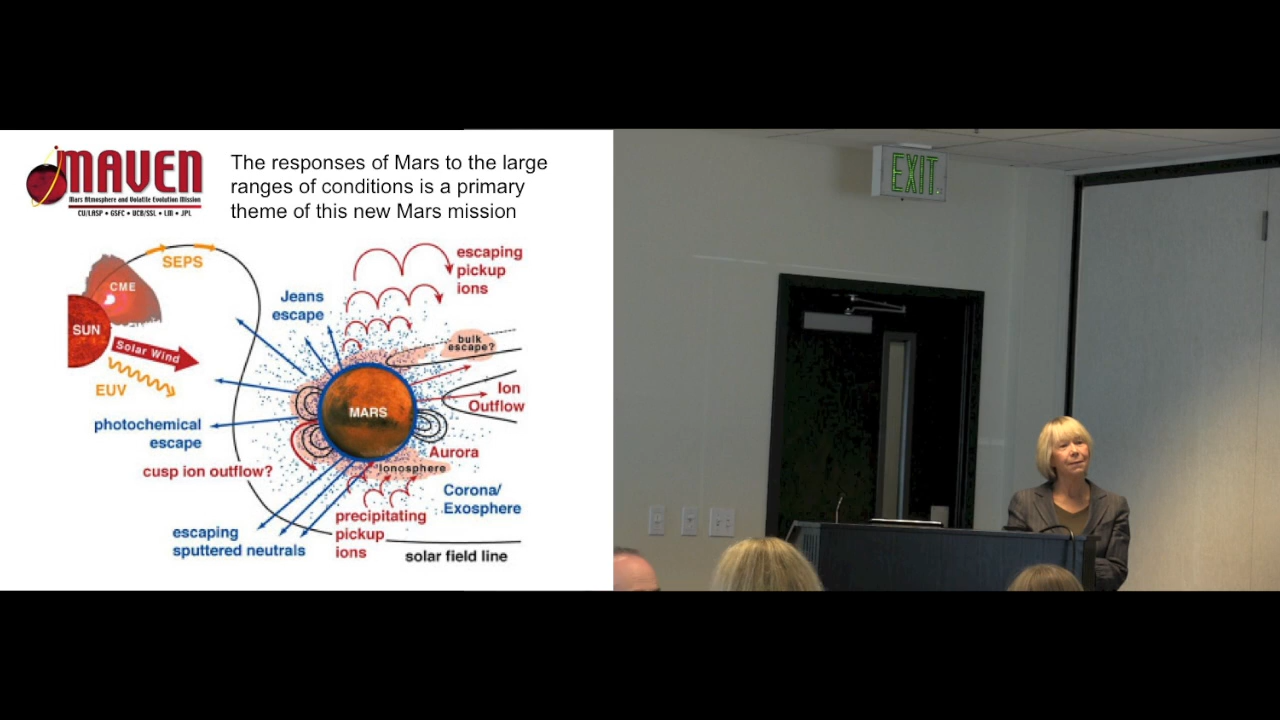 MAVEN
Mars Atmosphere and Volatile Evolution Mission
CU/LASP • GSFC • UCB/SSL • LM • JPL
The responses of Mars to the large
ranges of conditions is a primary
theme of this new Mars mission
SEPS
CME
SUN
Solar Wind
EUV
Jeans
escape
escaping
pickup
ions
bulk
escape?
MARS
Ion
Outflow
photochemical
escape
cusp ion outflow?
Aurora
Ionosphere
Corona/
Exosphere
escaping
sputtered neutrals
precipitating
pickup
ions
solar field line
EXIT